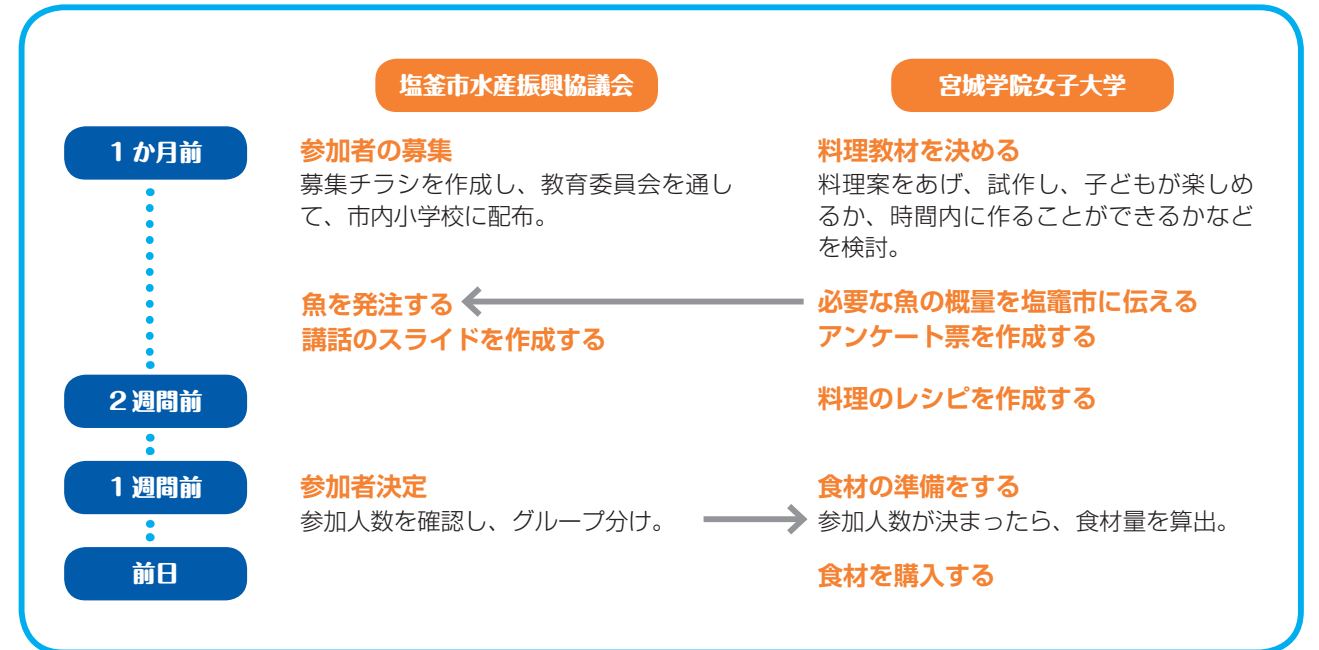 塩釜市水産振興協議会
宮城学院女子大学
1か月前
参加者の募集
募集チラシを作成し、教育委員会を通し
て、市内小学校に配布。
料理教材を決める
料理案をあげ、試作し、子どもが楽しめ
るか、時間内に作ることができるかなど
を検討。
魚を発注する
講話のスライドを作成する
必要な魚の概量を塩竈市に伝える
アンケート票を作成する
2週間前
料理のレシピを作成する
1週間前
参加者決定
参加人数を確認し、グループ分け。
食材の準備をする
参加人数が決まったら、食材量を算出。
前日
食材を購入する